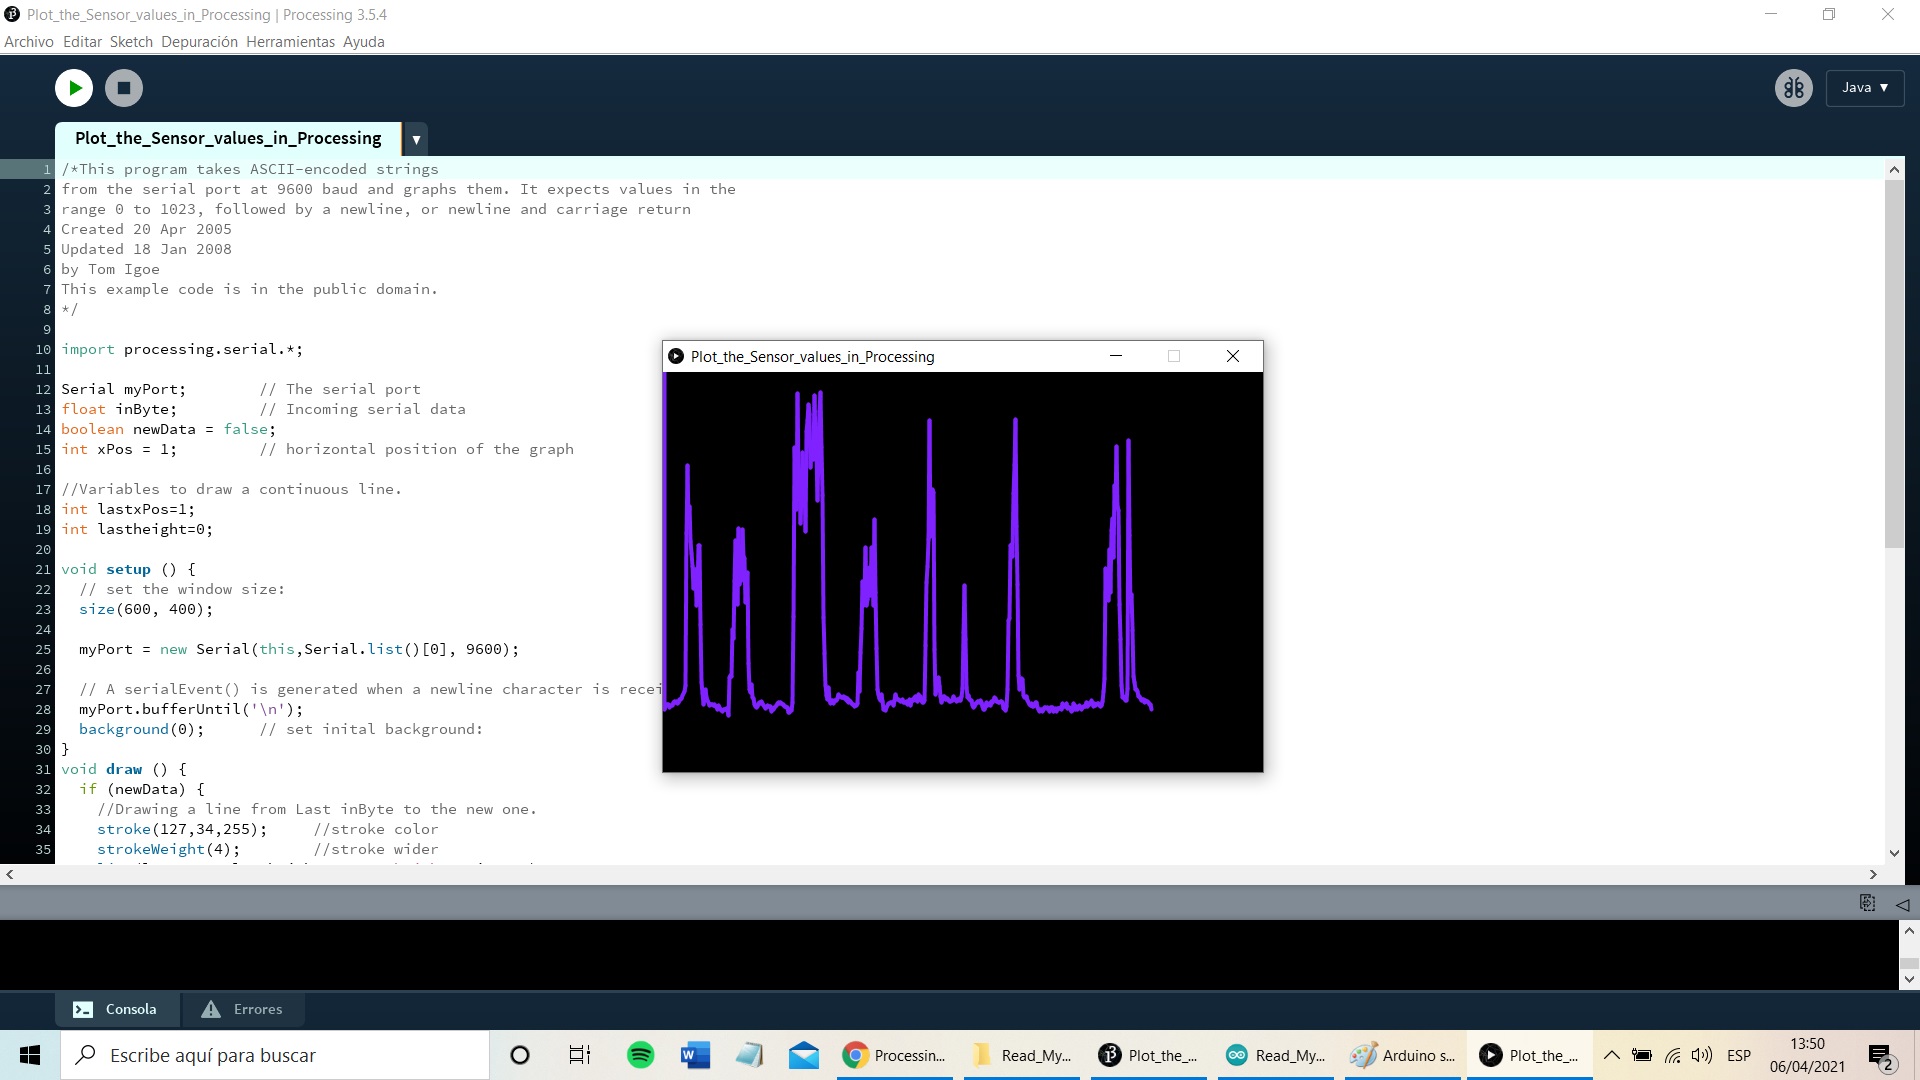 Plot_the_Sensor_values_in_Processing | Processing 3.5.4
Archivo Editar Sketch Depuración Herramientas Ayuda
Java ▼
Plot_the_Sensor_values_in_Processing ▼
1 /*This program takes ASCII-encoded strings
2 from the serial port at 9600 baud and graphs them. It expects values in the
3 range 0 to 1023, followed by a newline, or newline and carriage return
4 Created 20 Apr 2005
5 Updated 18 Jan 2008
6 by Tom Igoe
7 This example code is in the public domain.
8 */
9
10 import processing.serial.*;
11
12 Serial myPort;        // The serial port
13 float inByte;         // Incoming serial data
14 boolean newData = false;
15 int xPos = 1;         // horizontal position of the graph
16
17 //Variables to draw a continuous line.
18 int lastxPos=1;
19 int lastheight=0;
20
21 void setup () {
22   // set the window size:
23   size(600, 400);
24
25   myPort = new Serial(this,Serial.list()[0], 9600);
26
27   // A serialEvent() is generated when a newline character is recei
28   myPort.bufferUntil('\n');
29   background(0);      // set inital background:
30 }
31 void draw () {
32   if (newData) {
33     //Drawing a line from Last inByte to the new one.
34     stroke(127,34,255);     //stroke color
35     strokeWeight(4);        //stroke wider
Plot_the_Sensor_values_in_Processing
Consola
Errores
Escribe aquí para buscar
Processin...
Read_My...
Plot_the_...
Read_My...
Arduino s...
Plot_the_...
ESP
13:50
06/04/2021
2